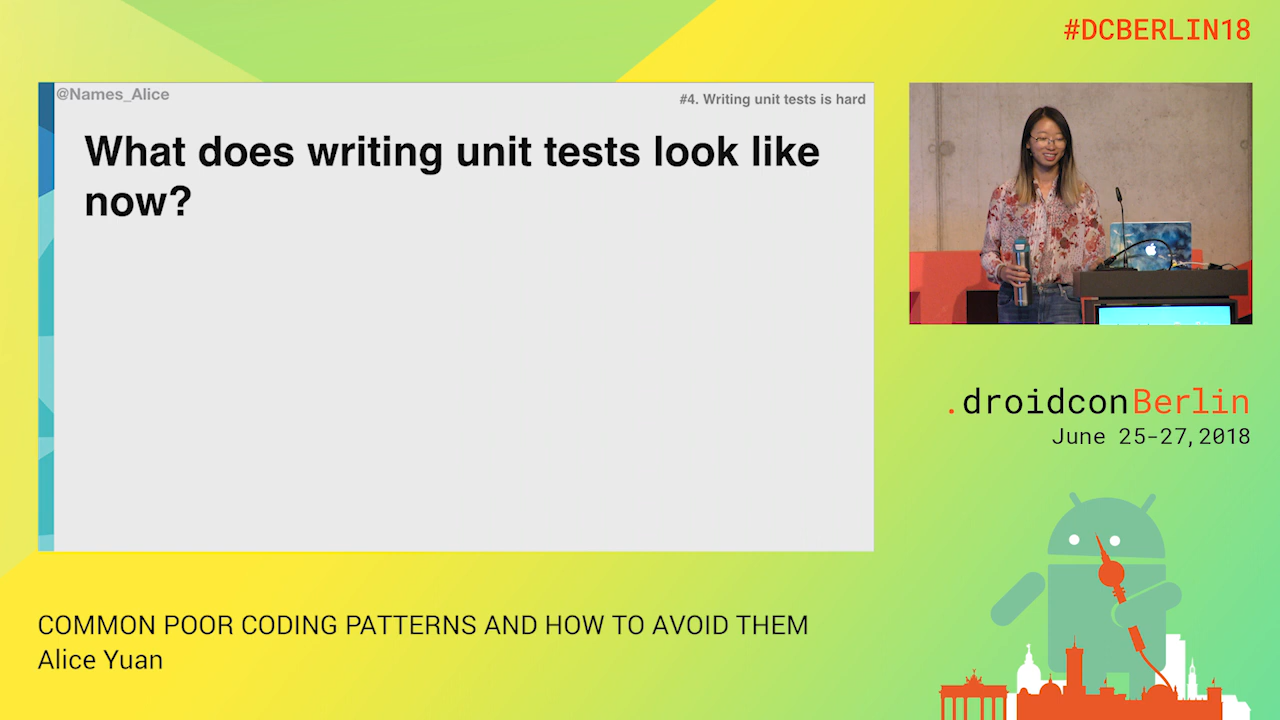 #DCBERLIN18
@Names_Alice
#4. Writing unit tests is hard
What does writing unit tests look like
now?
.droidconBerlin
June 25-27, 2018
COMMON POOR CODING PATTERNS AND HOW TO AVOID THEM
Alice Yuan